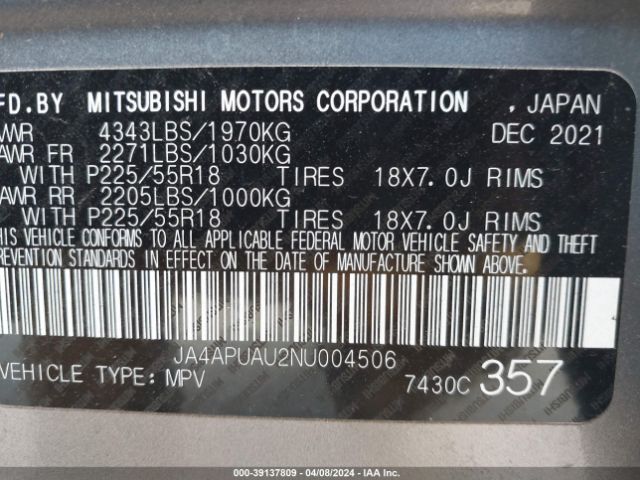 FD.BY MITSUBISHI MOTORS CORPORATION , JAPAN
VWR 4343LBS/1970KG DEC 2021
AWR FR 2271LBS/1030KG
WITH P225/55R18 TIRES 18X7.0J RIMS
AWR RR 2205LBS/1000KG
WITH P225/55R18 TIRES 18X7.0J RIMS
HIS VEHICLE CONFORMS TO ALL APPLICABLE FEDERAL MOTOR VEHICLE SAFETY AND THEFT
REVENTION STANDARDS IN EFFECT ON THE DATE OF MANUFACTURE SHOWN ABOVE.
JA4APUAU2NU004506
VEHICLE TYPE: MPV 7430C 357
000-39137809 - 04/08/2024 - IAA Inc.